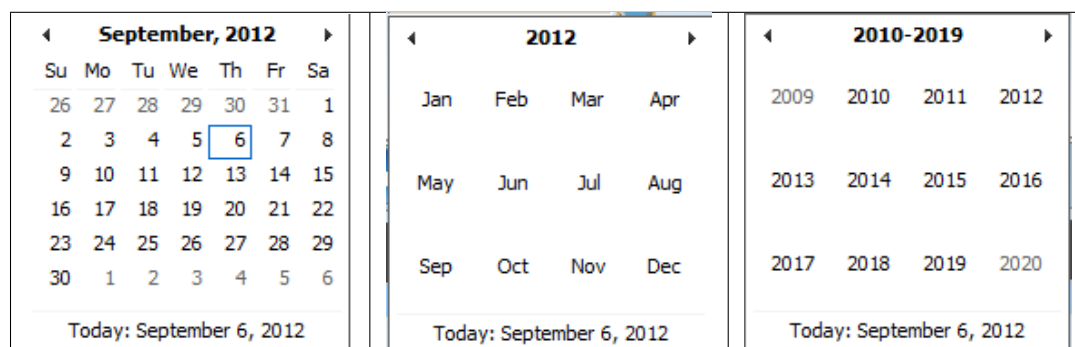 September, 2012
Su Mo Tu We Th Fr Sa
26 27 28 29 30 31 1
2 3 4 5 6 7 8
9 10 11 12 13 14 15
16 17 18 19 20 21 22
23 24 25 26 27 28 29
30 1 2 3 4 5 6
Today: September 6, 2012
2012
Jan Feb Mar Apr
May Jun Jul Aug
Sep Oct Nov Dec
Today: September 6, 2012
2010-2019
2009 2010 2011 2012
2013 2014 2015 2016
2017 2018 2019 2020
Today: September 6, 2012